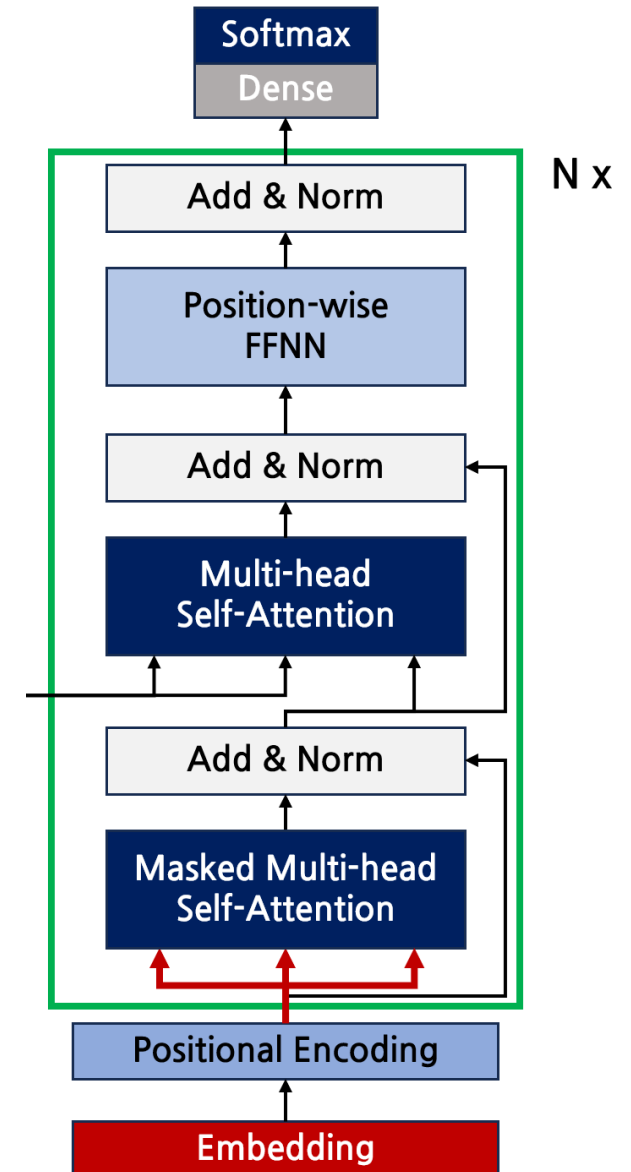 Softmax
Dense
N x
Add & Norm
Position-wise
FFNN
Add & Norm
Multi-head
Self-Attention
Add & Norm
Masked Multi-head
Self-Attention
Positional Encoding
Embedding